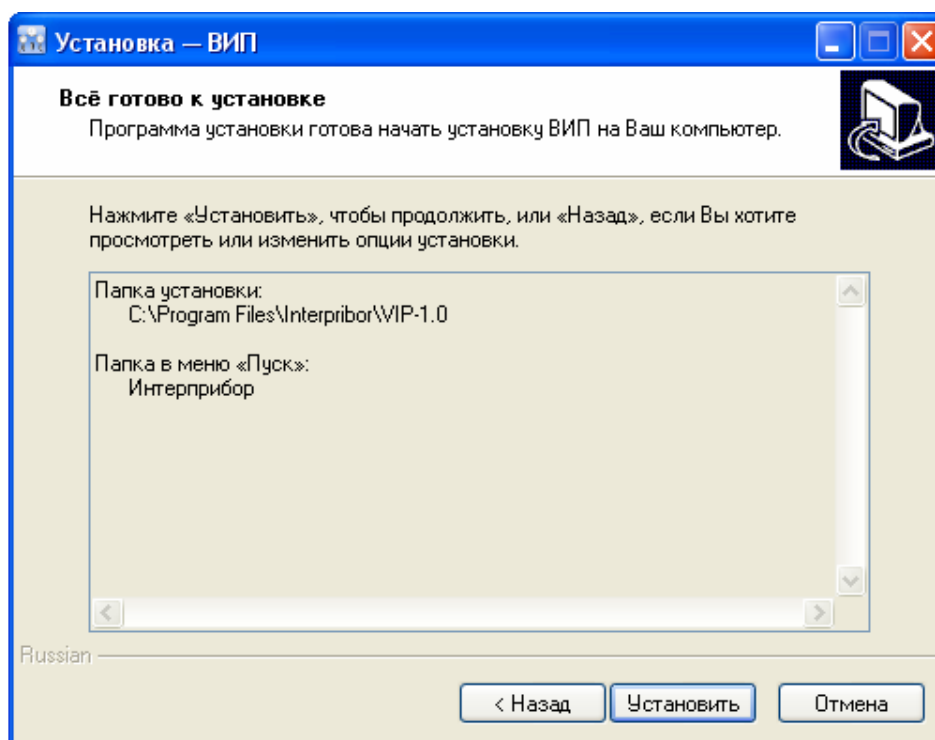 Установка — ВИП
Всё готово к установке
Программа установки готова начать установку ВИП на Ваш компьютер.
Нажмите «Установить», чтобы продолжить, или «Назад», если Вы хотите
просмотреть или изменить опции установки.
Папка установки:
C:\Program Files\Interpribor\VIP-1.0
Папка в меню «Пуск»:
Интерприбор
Russian
< Назад
Установить
Отмена